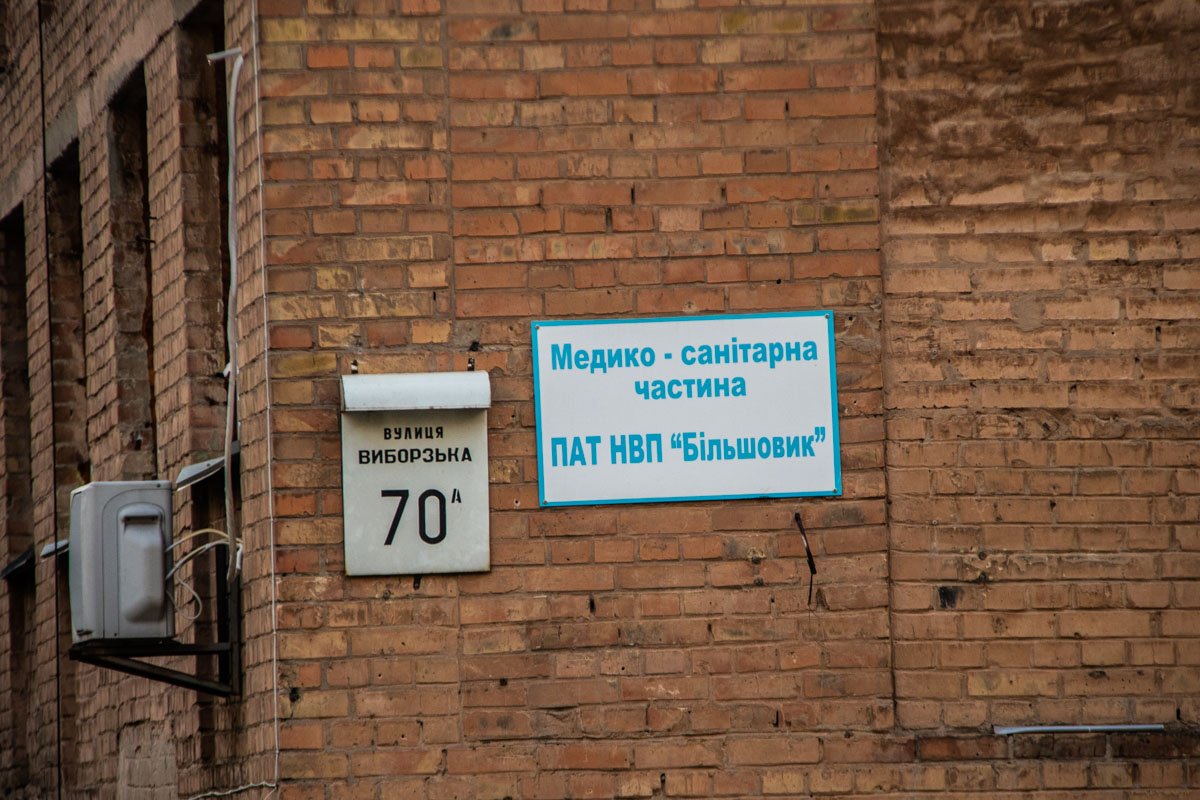 ВУЛИЦЯ
ВИБОРЗЬКА
70А
Медико - санітарна
частина
ПАТ НВП “Більшовик”